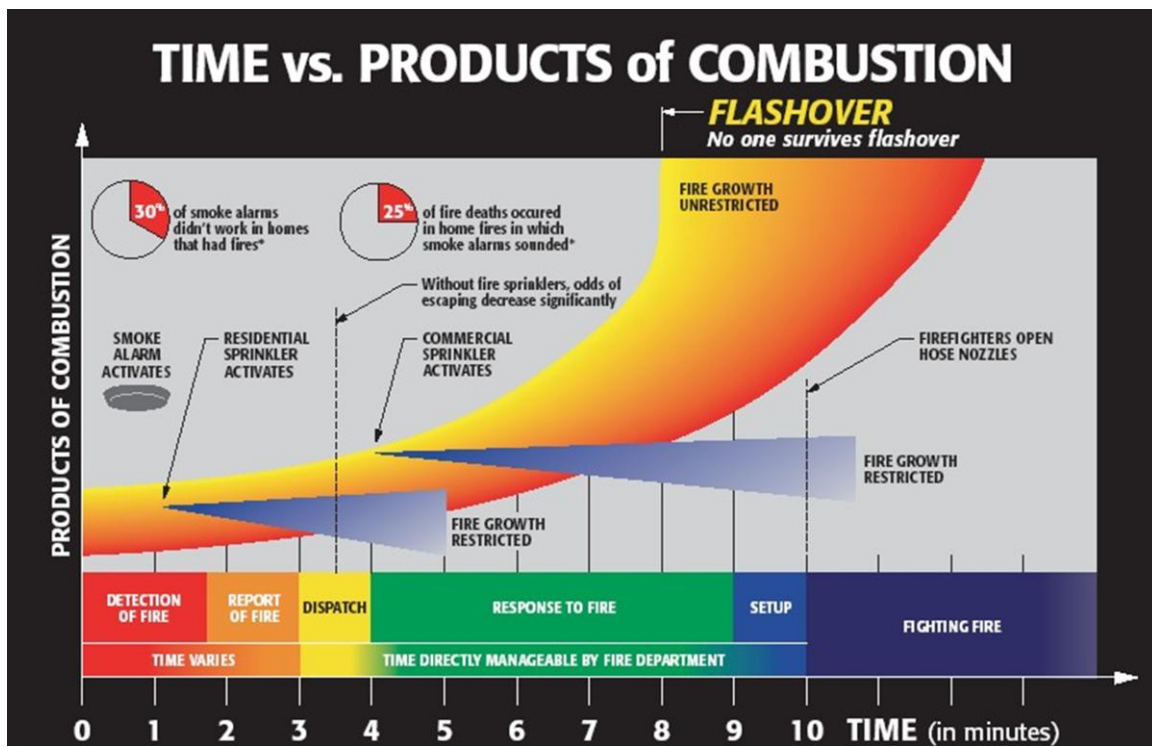 TIME vs. PRODUCTS of COMBUSTION
FLASHOVER
No one survives flashover
PRODUCTS OF COMBUSTION
30%
of smoke alarms
didn't work in homes
that had fires*
25%
of fire deaths occured
in home fires in which
smoke alarms sounded*
FIRE GROWTH
UNRESTRICTED
Without fire sprinklers, odds of
escaping decrease significantly
SMOKE
ALARM
ACTIVATES
RESIDENTIAL
SPRINKLER
ACTIVATES
COMMERCIAL
SPRINKLER
ACTIVATES
FIREFIGHTERS OPEN
HOSE NOZZLES
FIRE GROWTH
RESTRICTED
FIRE GROWTH
RESTRICTED
DETECTION
OF FIRE
REPORT
OF FIRE
DISPATCH
RESPONSE TO FIRE
SETUP
FIGHTING FIRE
TIME VARIES
TIME DIRECTLY MANAGEABLE BY FIRE DEPARTMENT
0 1 2 3 4 5 6 7 8 9 10 TIME (in minutes)